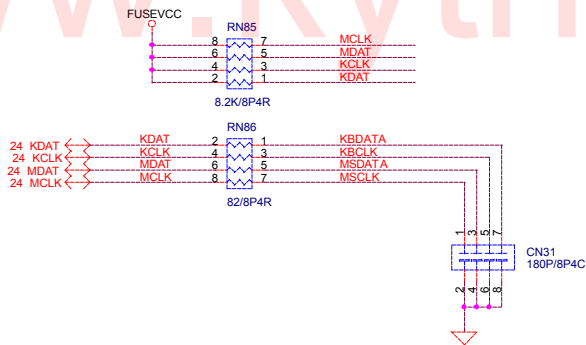 www.kyth
FUSEVCC
RN85
8 7 MCLK
6 5 MDAT
4 3 KCLK
2 1 KDAT
8.2K/8P4R
RN86
24 KDAT KDAT 2 1 KBDATA
24 KCLK KCLK 4 3 KBCLK
24 MDAT MDAT 6 5 MSDATA
24 MCLK MCLK 8 7 MSCLK
82/8P4R
1 3 5 7
CN31
180P/8P4C
2 4 6 8